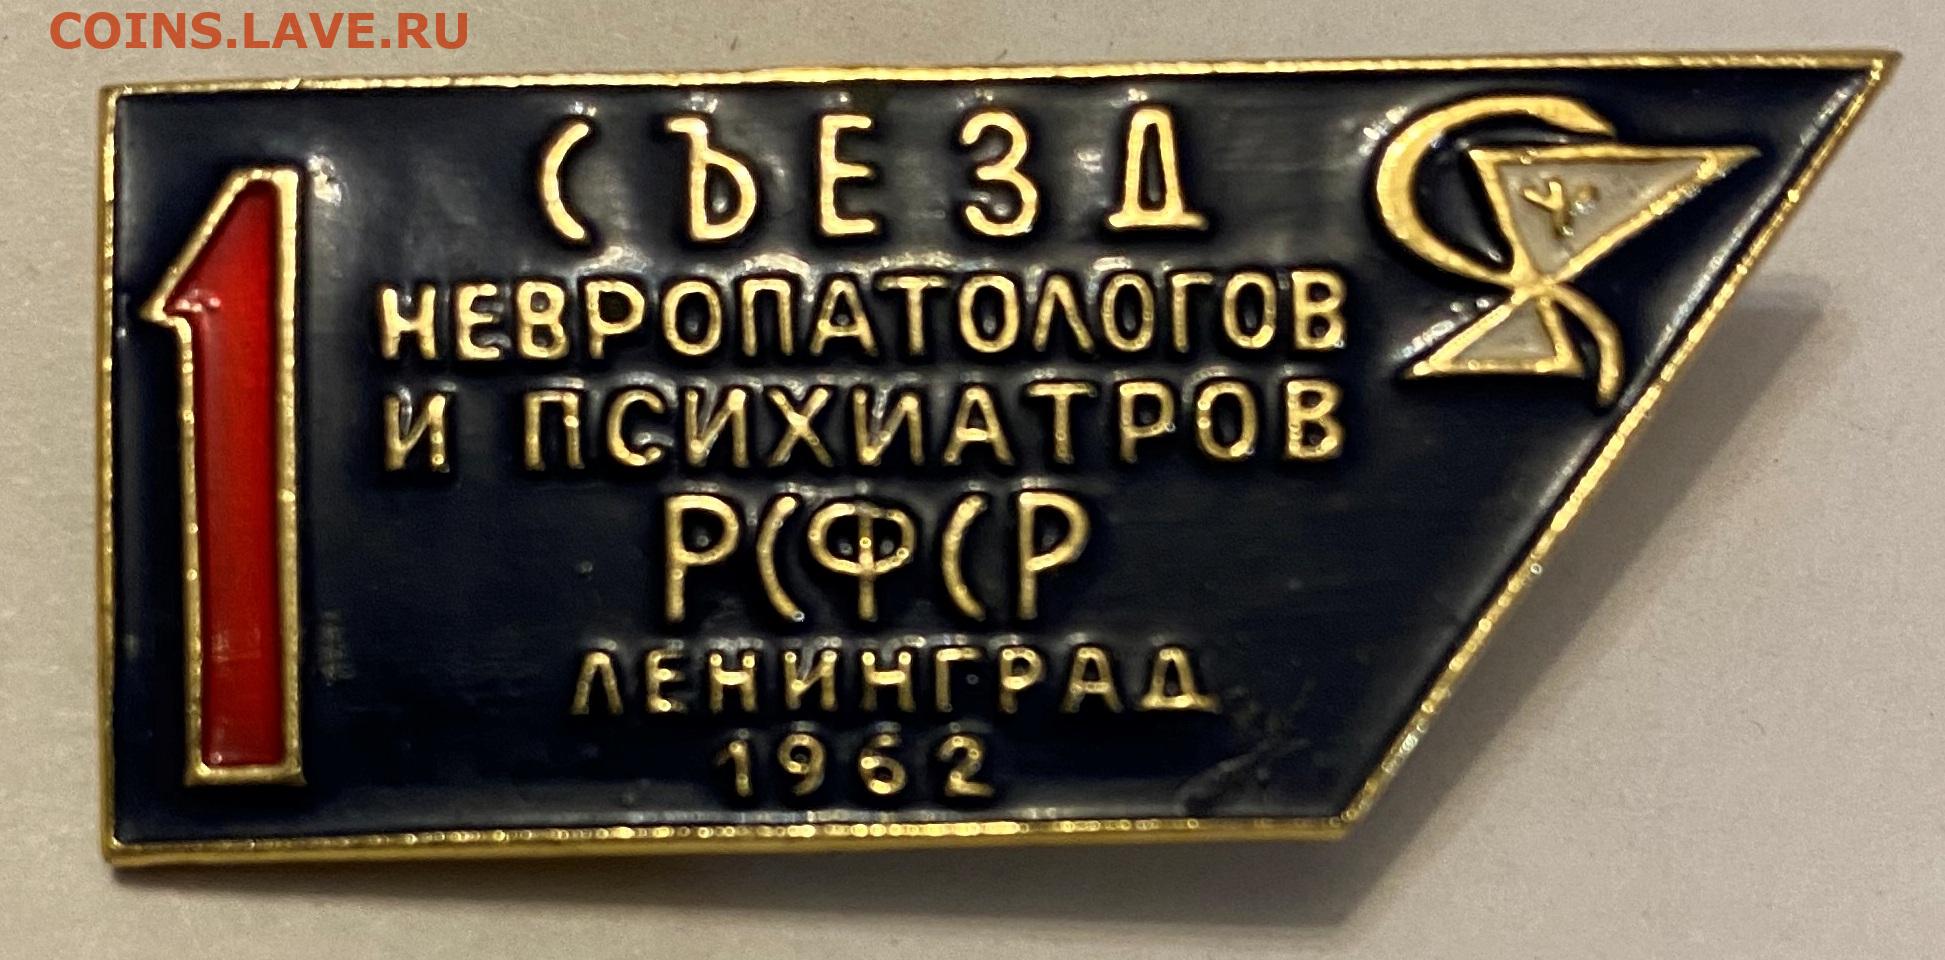 COINS.LAVE.RU
1
СЪЕЗД
НЕВРОПАТОЛОГОВ
И ПСИХИАТРОВ
РСФСР
ЛЕНИНГРАД
1962